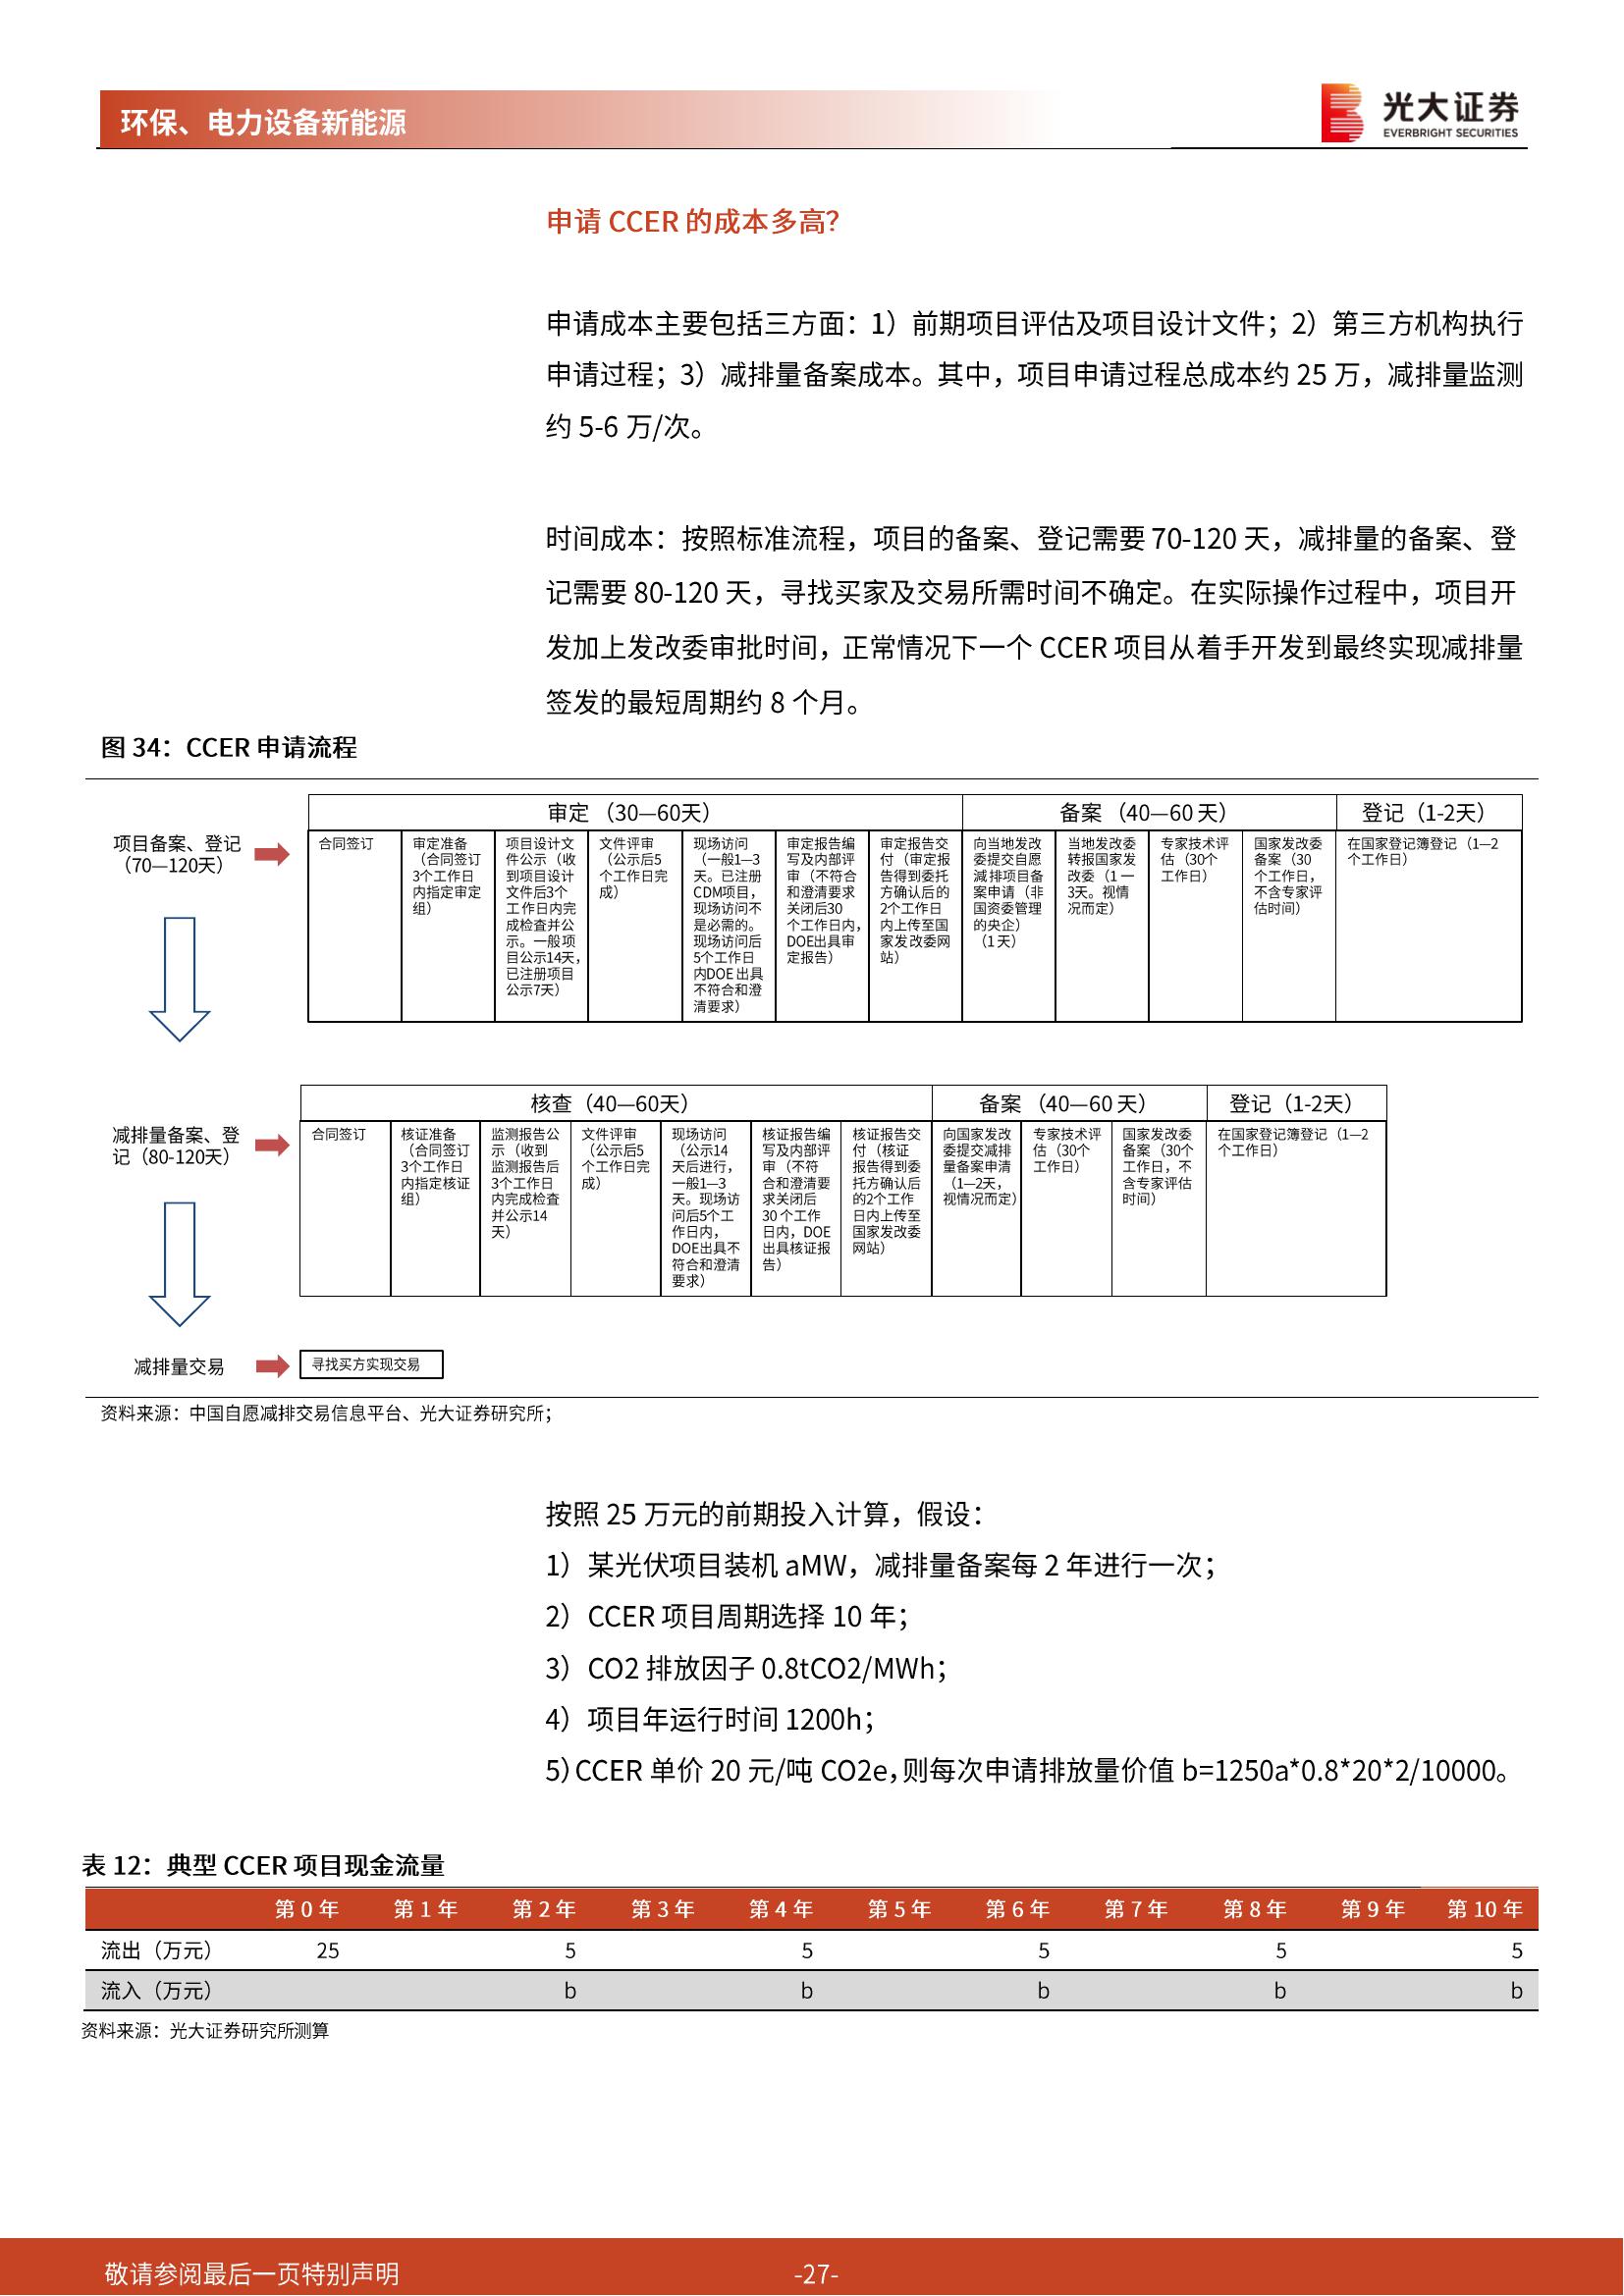 环保、电力设备新能源
光大证券
EVERBRIGHT SECURITIES
申请 CCER 的成本多高？
申请成本主要包括三方面：1）前期项目评估及项目设计文件；2）第三方机构执行
申请过程；3）减排量备案成本。其中，项目申请过程总成本约 25 万，减排量监测
约 5-6 万/次。
时间成本：按照标准流程，项目的备案、登记需要 70-120 天，减排量的备案、登
记需要 80-120 天，寻找买家及交易所需时间不确定。在实际操作过程中，项目开
发加上发改委审批时间，正常情况下一个 CCER 项目从着手开发到最终实现减排量
签发的最短周期约 8 个月。
图 34：CCER 申请流程
项目备案、登记
（70—120天）
审定（30—60天）
备案（40—60 天）
登记（1-2天）
合同签订
审定准备
（合同签订
3个工作日
内指定审定
组）
项目设计文
件公示（收
到项目设计
文件后3个
工作日内完
成检查并公
示。一般项
目公示14天，
已注册项目
公示7天）
文件评审
（公示后5
个工作日完
成）
现场访问
（一般1—3
天。已注册
CDM项目，
现场访问不
是必需的。
现场访问后
5个工作日
内DOE 出具
不符合和澄
清要求）
审定报告编
写及内部评
审（不符合
和澄清要求
关闭后30
个工作日内，
DOE出具审
定报告）
审定报告交
付（审定报
告得到委托
方确认后的
2个工作日
内上传至国
家发改委网
站）
向当地发改
委提交自愿
减排项目备
案申请（非
国资委管理
的央企）
（1 天）
当地发改委
转报国家发
改委（1 —
3天。视情
况而定）
专家技术评
估（30个
工作日）
国家发改委
备案（30
个工作日，
不含专家评
估时间）
在国家登记簿登记（1—2
个工作日）
减排量备案、登
记（80-120天）
核查（40—60天）
备案（40—60 天）
登记（1-2天）
合同签订
核证准备
（合同签订
3个工作日
内指定核证
组）
监测报告公
示（收到
监测报告后
3个工作日
内完成检查
并公示14
天）
文件评审
（公示后5
个工作日完
成）
现场访问
（公示14
天后进行，
一般1—3
天。现场访
问后5个工
作日内，
DOE出具不
符合和澄清
要求）
核证报告编
写及内部评
审（不符
合和澄清要
求关闭后
30 个工作
日内，DOE
出具核证报
告）
核证报告交
付（核证
报告得到委
托方确认后
的2个工作
日内上传至
国家发改委
网站）
向国家发改
委提交减排
量备案申请
（1—2天，
视情况而定）
专家技术评
估（30个
工作日）
国家发改委
备案（30个
工作日，不
含专家评估
时间）
在国家登记簿登记（1—2
个工作日）
减排量交易
寻找买方实现交易
资料来源：中国自愿减排交易信息平台、光大证券研究所；
按照 25 万元的前期投入计算，假设：
1）某光伏项目装机 aMW，减排量备案每 2 年进行一次；
2）CCER 项目周期选择 10 年；
3）CO2 排放因子 0.8tCO2/MWh；
4）项目年运行时间 1200h；
5）CCER 单价 20 元/吨 CO2e，则每次申请排放量价值 b=1250a*0.8*20*2/10000。
表 12：典型 CCER 项目现金流量
第 0 年 第 1 年 第 2 年 第 3 年 第 4 年 第 5 年 第 6 年 第 7 年 第 8 年 第 9 年 第 10 年
流出（万元） 25 5 5 5 5 5
流入（万元） b b b b b
资料来源：光大证券研究所测算
敬请参阅最后一页特别声明
-27-